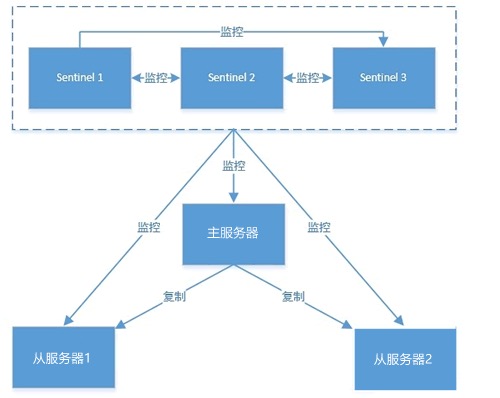 监控
Sentinel 1
监控
Sentinel 2
监控
Sentinel 3
监控
主服务器
监控
监控
复制
复制
从服务器1
从服务器2